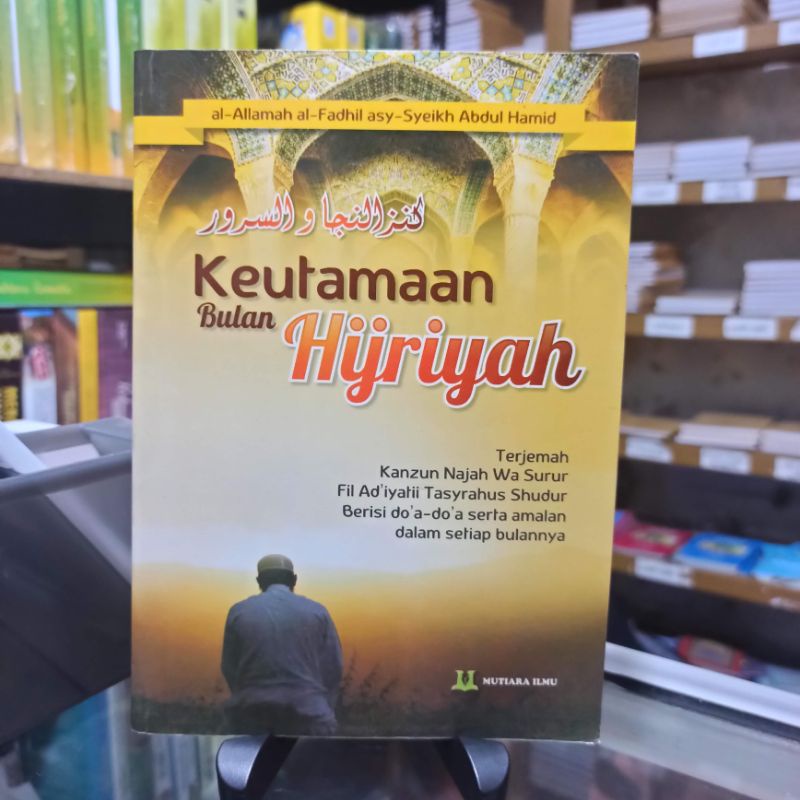 al-Allamah al-Fadhil asy-Syeikh Abdul Hamid
كنز النجا و السرور
Keutamaan
Bulan Hijriyah
Terjemah
Kanzun Najah Wa Surur
Fil Ad'iyatii Tasyrahus Shudur
Berisi do'a-do'a serta amalan
dalam setiap bulannya
MUTIARA ILMU